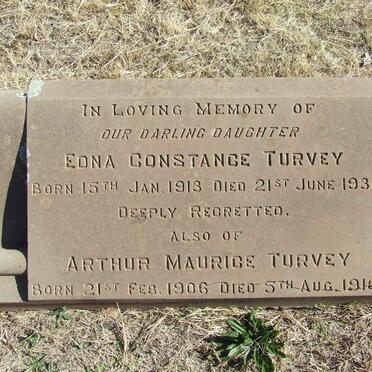 IN LOVING MEMORY OF
OUR DARLING DAUGHTER
EDNA CONSTANCE TURVEY
BORN 15TH JAN. 1913 DIED 21ST JUNE 193
DEEPLY REGRETTED.
ALSO OF
ARTHUR MAURICE TURVEY
BORN 21ST FEB. 1906 DIED 5TH AUG. 191